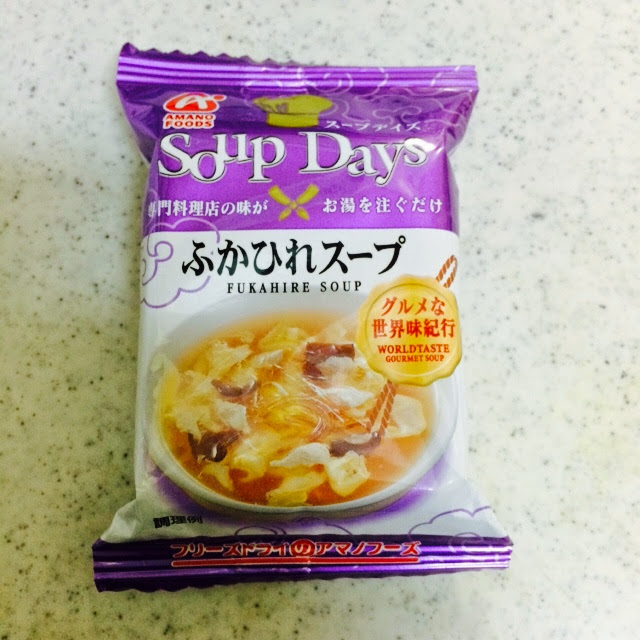 AMANO
FOODS
スープデイズ
Soup Days
専門料理店の味が
お湯を注ぐだけ
ふかひれスープ
FUKAHIRE SOUP
グルメな
世界味紀行
WORLDTASTE
GOURMET SOUP
調理例
フリーズドライのアマノフーズ